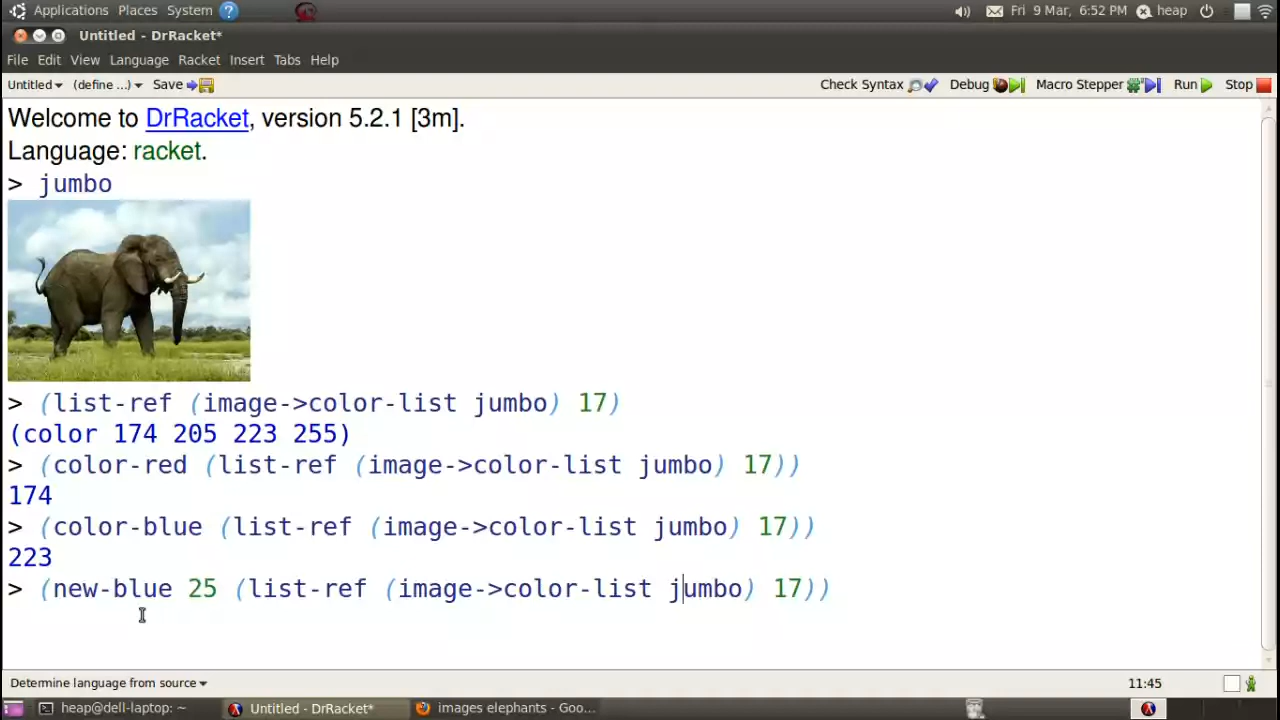 Applications Places System ? Fri 9 Mar, 6:52 PM heap
Untitled - DrRacket*
File Edit View Language Racket Insert Tabs Help
Untitled (define ...) Save Check Syntax Debug Macro Stepper Run Stop
Welcome to DrRacket, version 5.2.1 [3m].
Language: racket.
> jumbo
> (list-ref (image->color-list jumbo) 17)
(color 174 205 223 255)
> (color-red (list-ref (image->color-list jumbo) 17))
174
> (color-blue (list-ref (image->color-list jumbo) 17))
223
> (new-blue 25 (list-ref (image->color-list jumbo) 17))
Determine language from source 11:45
heap@dell-laptop: ~ Untitled - DrRacket* images elephants - Goo...